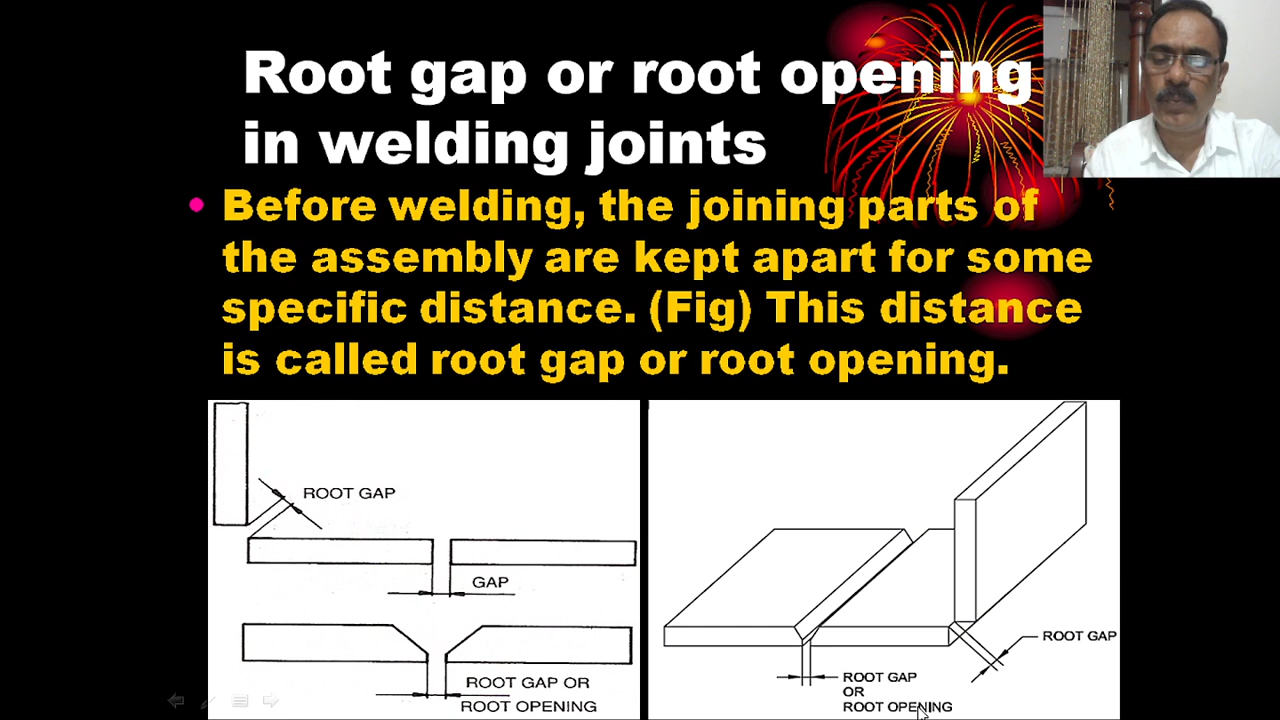 Root gap or root opening
in welding joints
• Before welding, the joining parts of
the assembly are kept apart for some
specific distance. (Fig) This distance
is called root gap or root opening.
ROOT GAP
GAP
ROOT GAP OR
ROOT OPENING
ROOT GAP
ROOT GAP
OR
ROOT OPENING